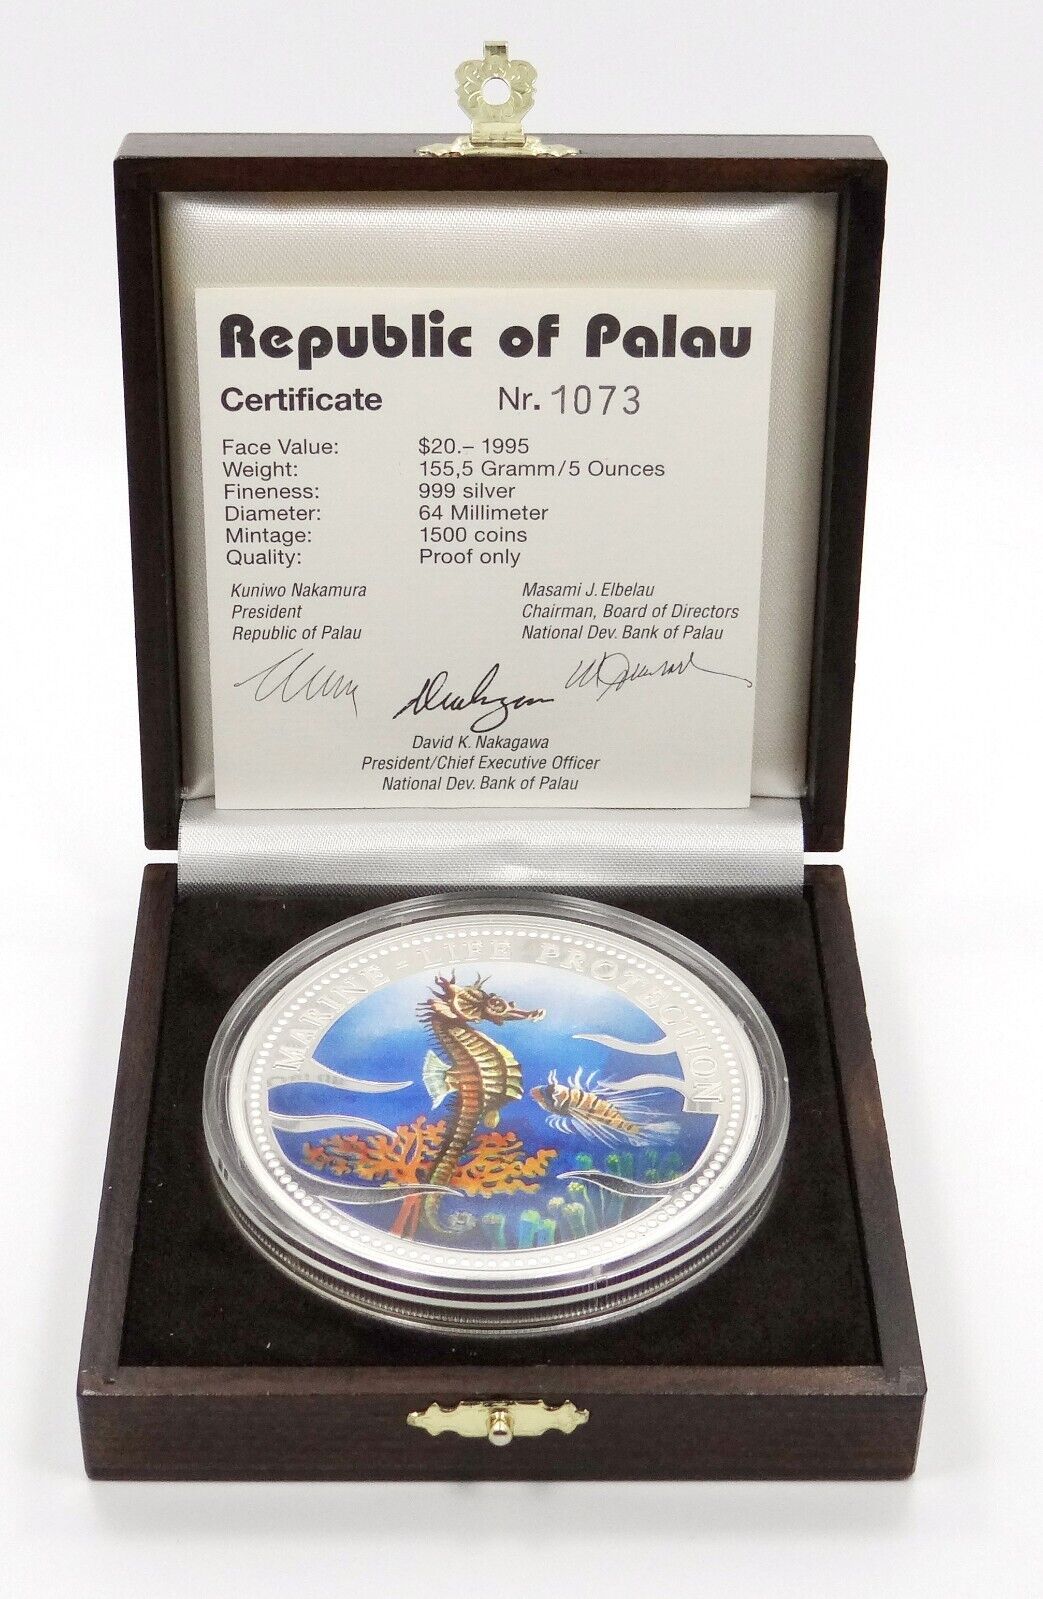 Republic of Palau
Certificate Nr. 1073
Face Value: $20.– 1995
Weight: 155,5 Gramm/5 Ounces
Fineness: 999 silver
Diameter: 64 Millimeter
Mintage: 1500 coins
Quality: Proof only
Kuniwo Nakamura Masami J. Elbelau
President Chairman, Board of Directors
Republic of Palau National Dev. Bank of Palau
David K. Nakagawa
President/Chief Executive Officer
National Dev. Bank of Palau
MARINE - LIFE PROTECTION